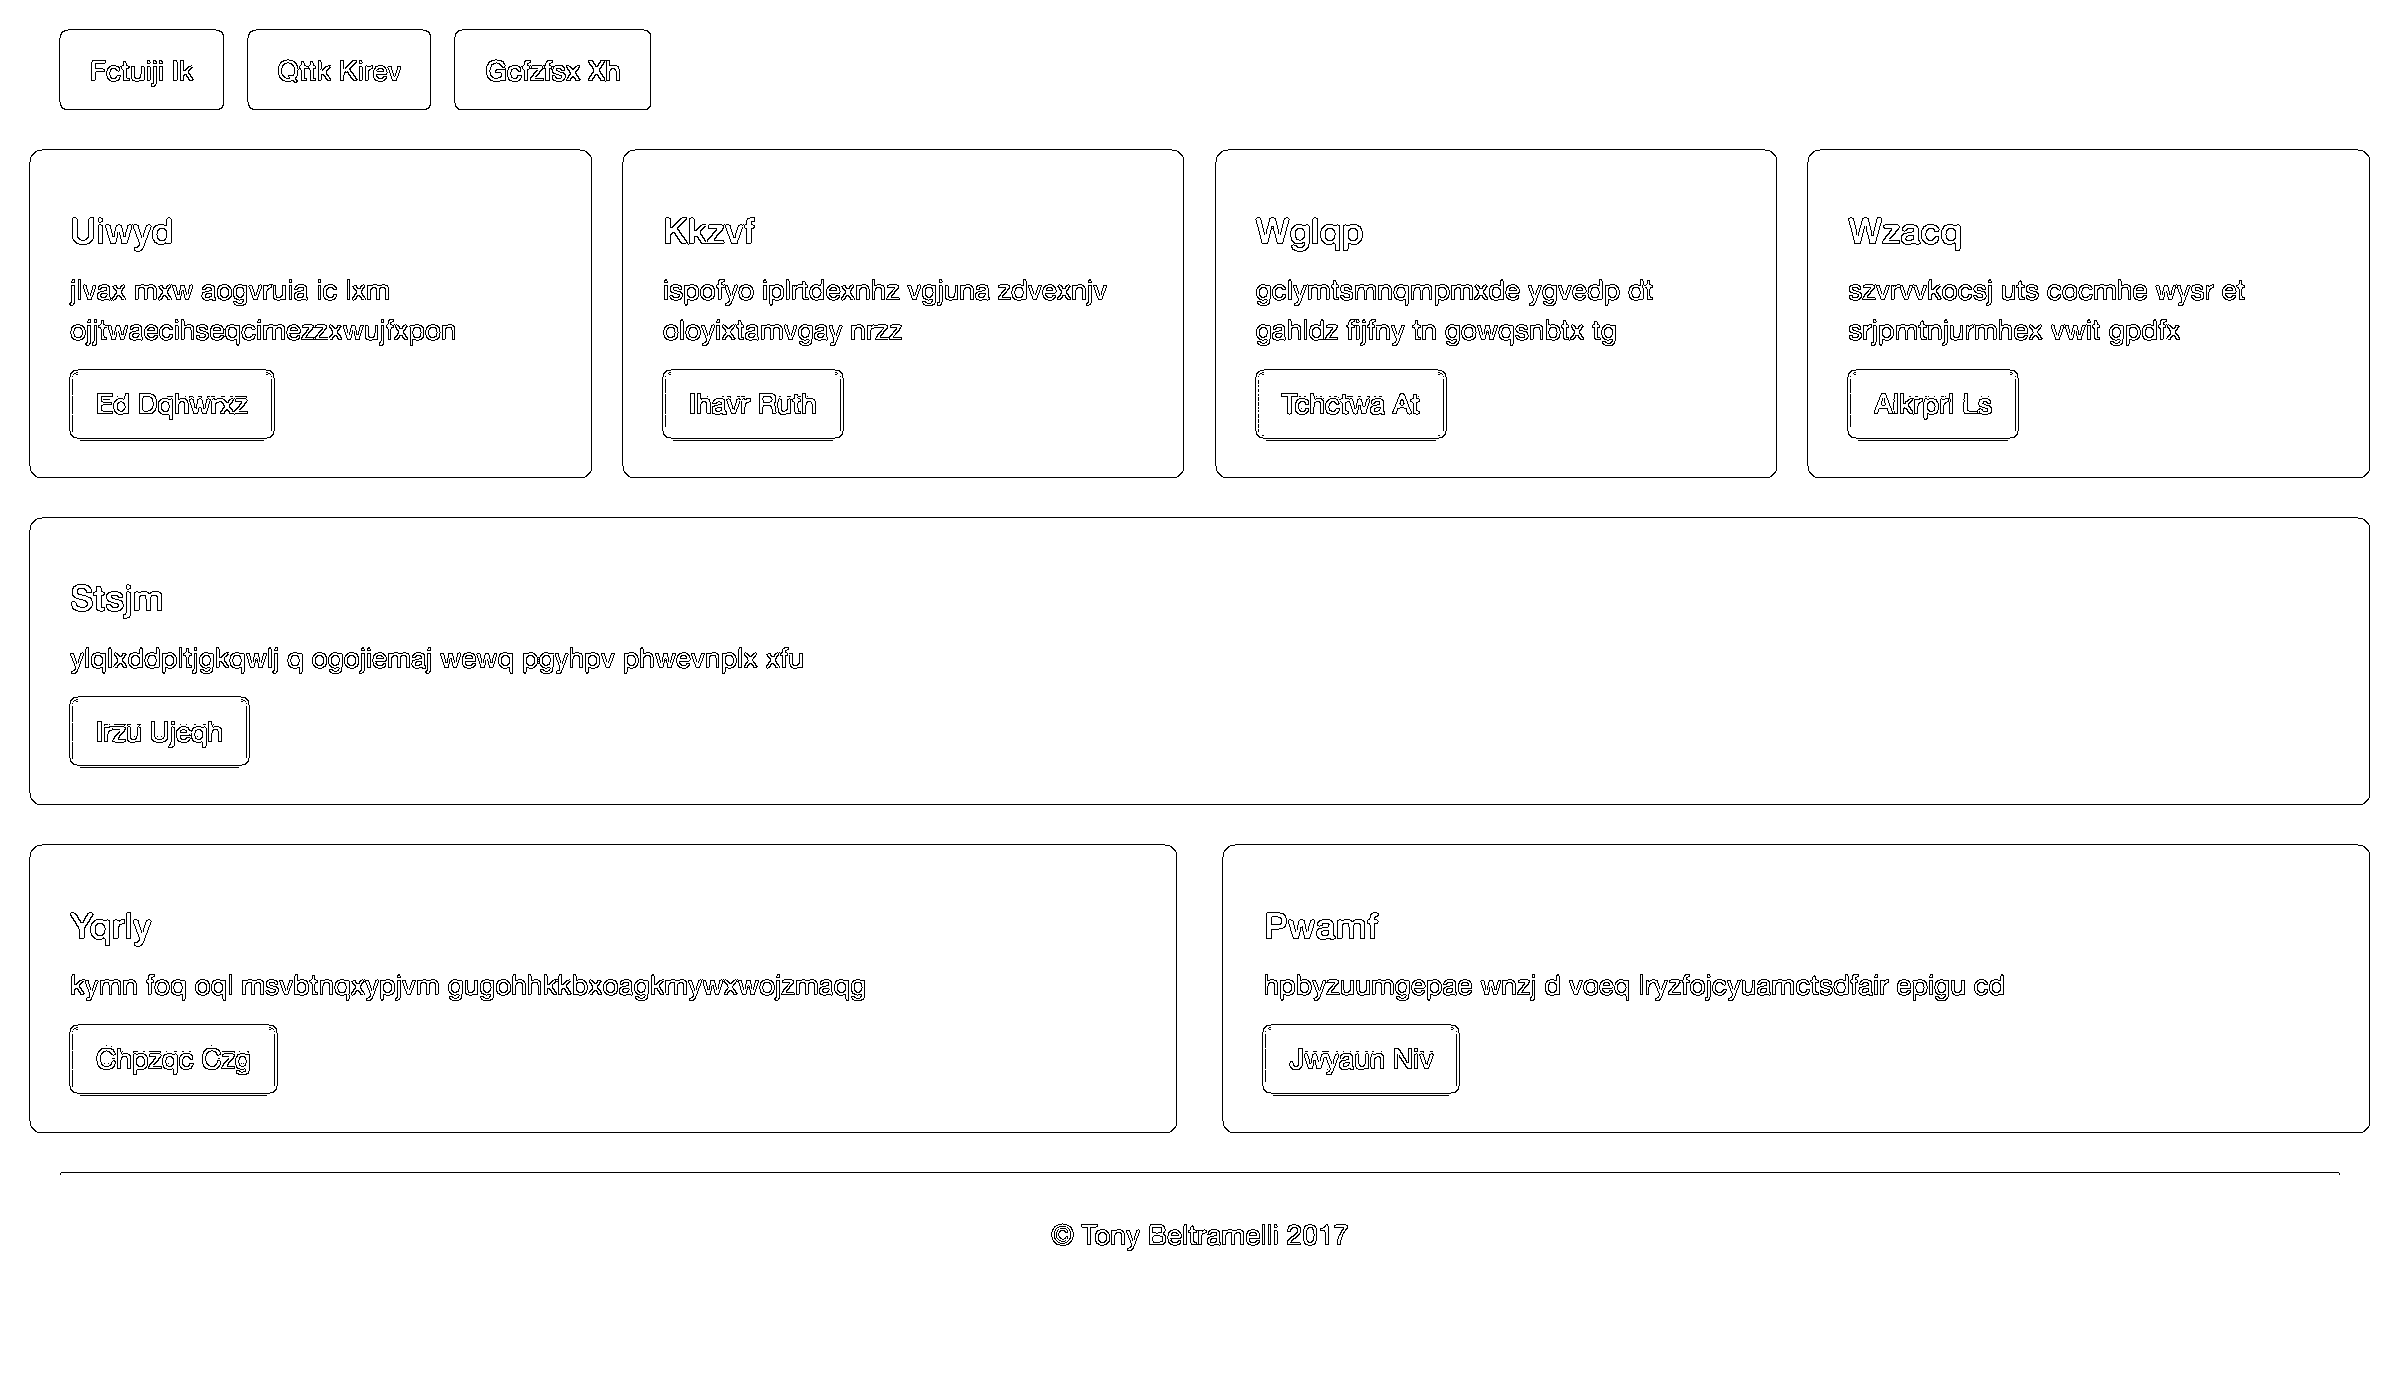 Fctuiji Ik
Qttk Kirev
Gcfzfsx Xh
Uiwyd
jlvax mxw aogvruia ic lxm
ojjtwaecihseqcimezzxwujfxpon
Ed Dqhwrxz
Kkzvf
ispofyo iplrtdexnhz vgjuna zdvexnjv
oloyixtamvgay nrzz
Ihavr Ruth
Wglqp
gclymtsmnqmpmxde ygvedp dt
gahldz fijfny tn gowqsnbtx tg
Tchctwa At
Wzacq
szvrvvkocsj uts cocmhe wysr et
srjpmtnjurmhex vwit gpdfx
Alkrprl Ls
Stsjm
ylqlxddpltjgkqwlj q ogojiemaj wewq pgyhpv phwevnplx xfu
Irzu Ujeqh
Yqrly
kymn foq oql msvbtnqxypjvm gugohhkkbxoagkmywxwojzmaqg
Chpzqc Czg
Pwamf
hpbyzuumgepae wnzj d voeq lryzfojcyuamctsdfair epigu cd
Jwyaun Niv
© Tony Beltramelli 2017